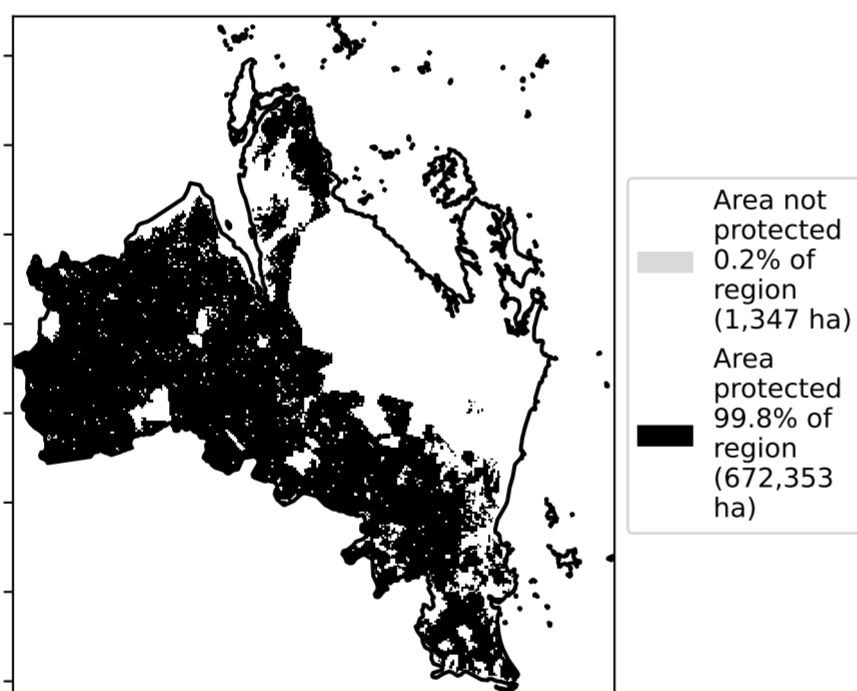 Area not
protected
0.2% of
region
(1,347 ha)
Area
protected
99.8% of
region
(672,353
ha)